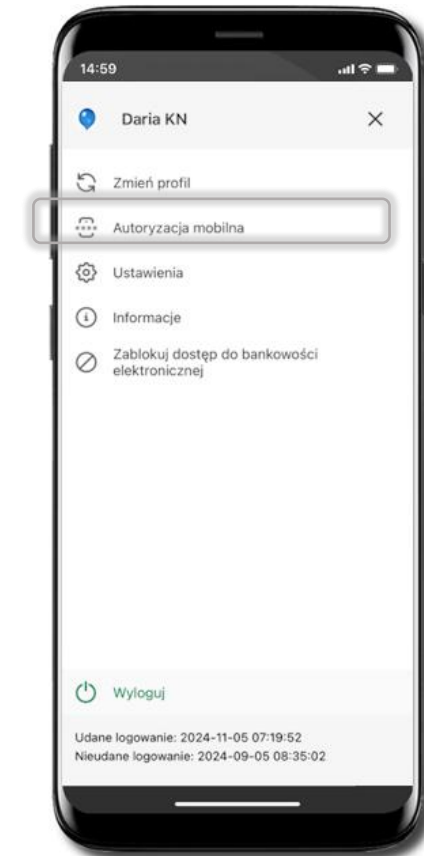 14:59
Daria KN
Zmień profil
Autoryzacja mobilna
Ustawienia
Informacje
Zablokuj dostęp do bankowości
elektronicznej
Wyloguj
Udane logowanie: 2024-11-05 07:19:52
Nieudane logowanie: 2024-09-05 08:35:02